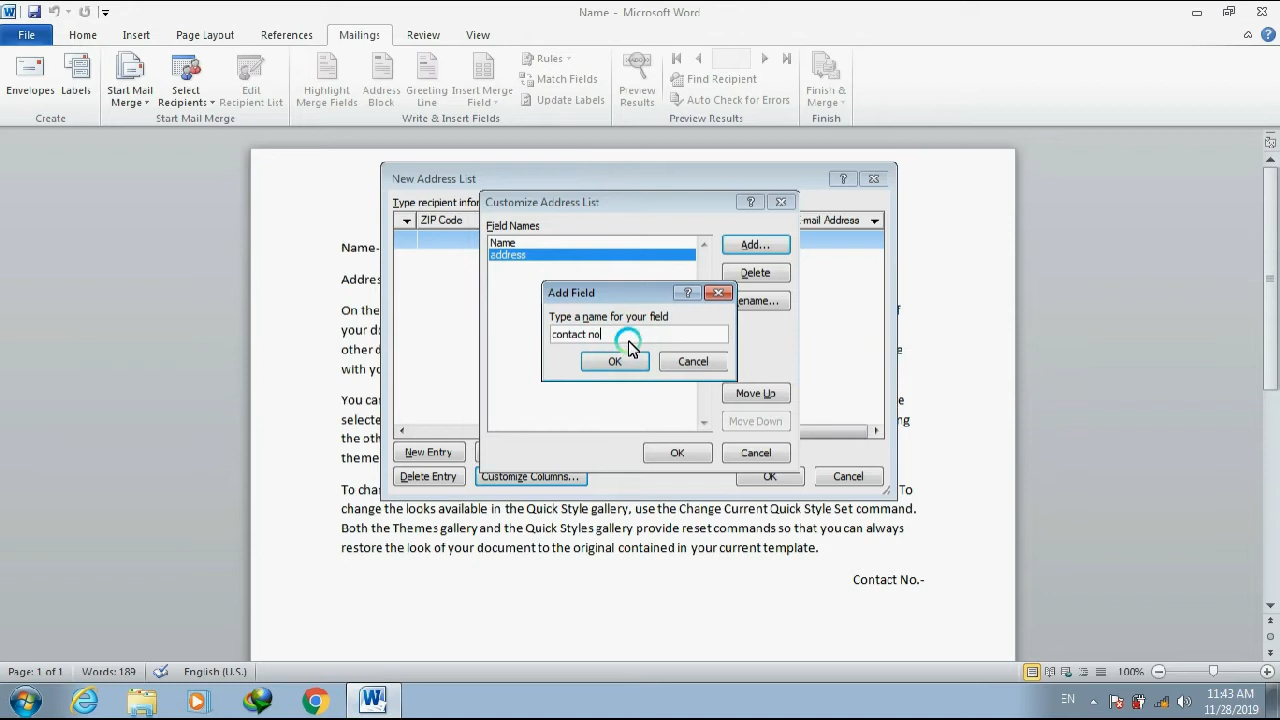 Name - Microsoft Word
File Home Insert Page Layout References Mailings Review View
Envelopes Labels Start Mail Merge Select Recipients Edit Recipient List Highlight Merge Fields Address Block Greeting Line Insert Merge Field Rules Match Fields Update Labels Preview Results Find Recipient Auto Check for Errors Finish & Merge
Create Start Mail Merge Write & Insert Fields Preview Results Finish
New Address List
Type recipient infor
ZIP Code
-mail Address
Customize Address List
Field Names
Name
address
Add...
Delete
ename...
Move Up
Move Down
OK Cancel
Add Field
Type a name for your field
contact no
OK Cancel
New Entry
Delete Entry Customize Columns... OK Cancel
Name-
Addres
On the
your d
other d
with yo
You can
selecte
the oth
theme
To chan
To
change the looks available in the Quick Style gallery, use the Change Current Quick Style Set command.
Both the Themes gallery and the Quick Styles gallery provide reset commands so that you can always
restore the look of your document to the original contained in your current template.
Contact No.-
Page: 1 of 1 Words: 189 English (U.S.) 100%
EN 11:43 AM
11/28/2019